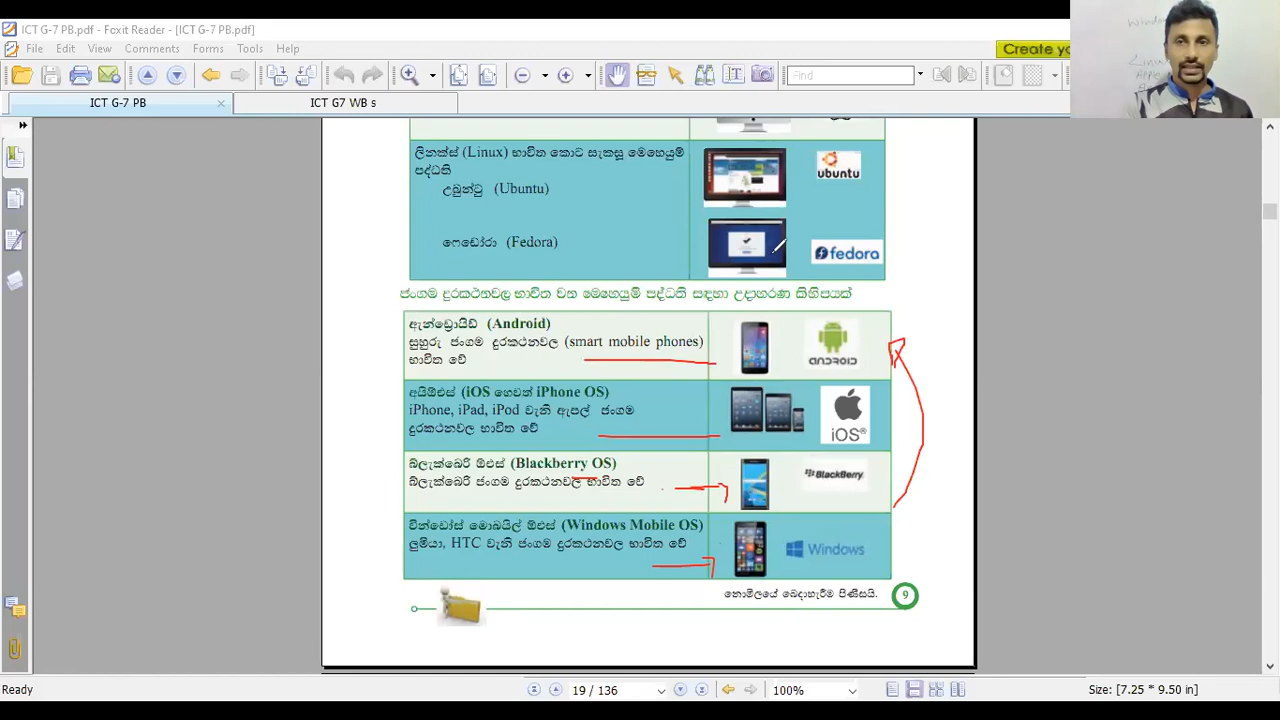 ICT G-7 PB.pdf - Foxit Reader - [ICT G-7 PB.pdf]
File Edit View Comments Forms Tools Help
Create yo
Find
ICT G-7 PB
ICT G7 WB s
ලිනක්ස් (Linux) භාවිත කොට සැකසූ මෙහෙයුම්
පද්ධති
උබුන්ටු (Ubuntu)
ubuntu
ෆෙඩෝරා (Fedora)
fedora
ජංගම දුරකථනවල භාවිත වන මෙහෙයුම් පද්ධති සඳහා උදාහරණ කිහිපයක්
ඇන්ඩ්‍රොයිඩ් (Android)
සුහුරු ජංගම දුරකථනවල (smart mobile phones)
භාවිත වේ
ANDROID
අයිඕඑස් (iOS හෙවත් iPhone OS)
iPhone, iPad, iPod වැනි ඇපල් ජංගම
දුරකථනවල භාවිත වේ
iOS®
බ්ලැක්බෙරි ඕඑස් (Blackberry OS)
බ්ලැක්බෙරි ජංගම දුරකථනවල භාවිත වේ
BlackBerry
වින්ඩෝස් මොබයිල් ඕඑස් (Windows Mobile OS)
ලුමියා, HTC වැනි ජංගම දුරකථනවල භාවිත වේ
Windows
නොමිලයේ බෙදාහැරීම පිණිසයි.
9
Ready
19 / 136
100%
Size: [7.25 * 9.50 in]